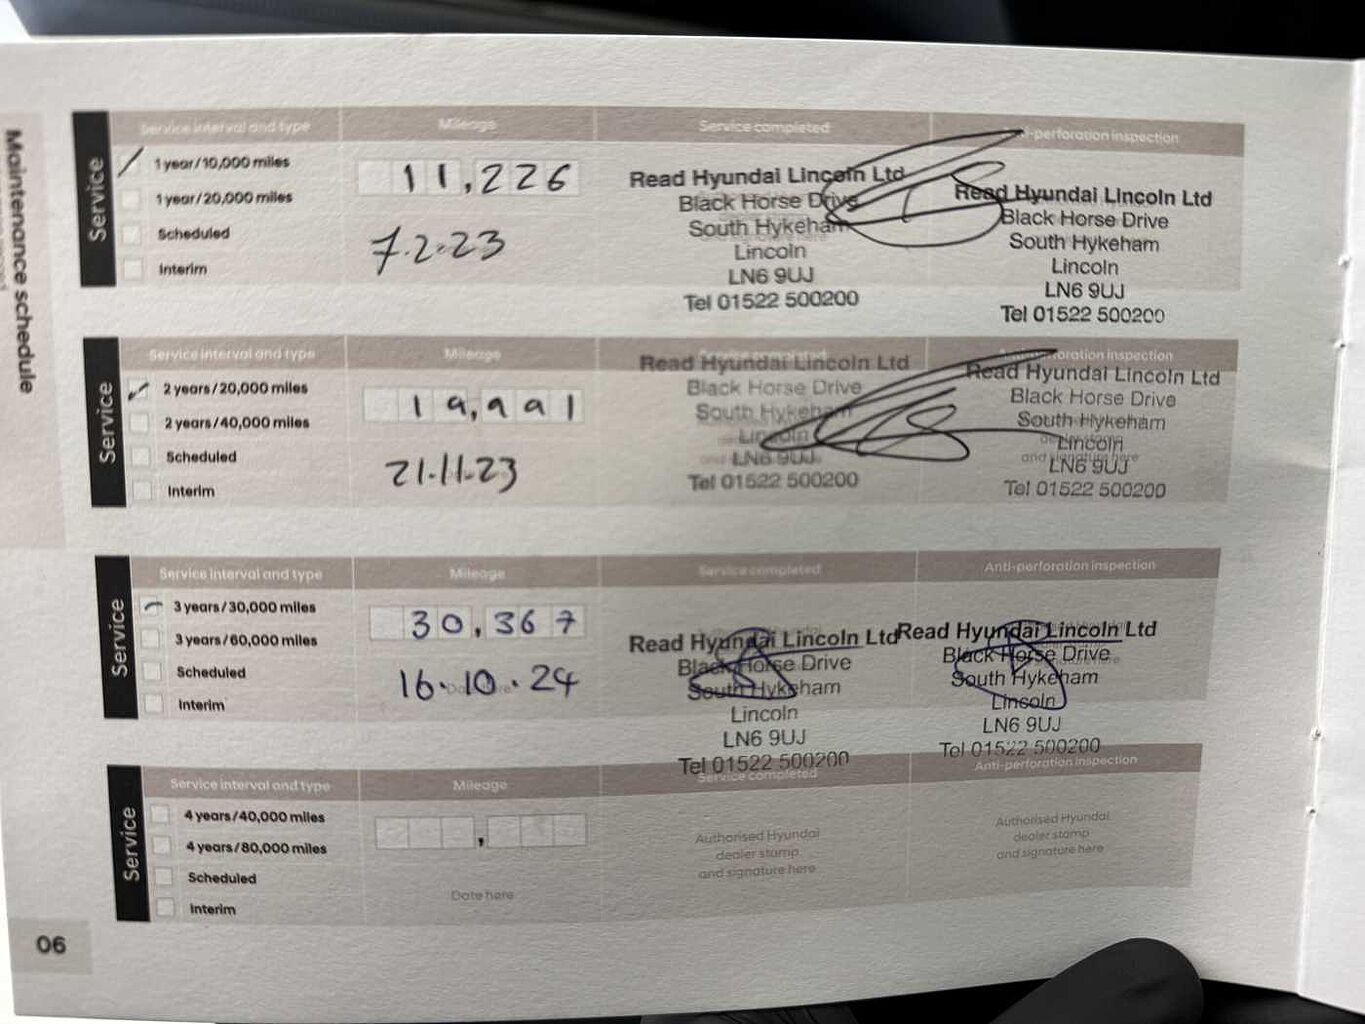 Maintenance schedule
Service
Service interval and type
Mileage
Service completed
-perforation inspection
1 year/10,000 miles
1 year/20,000 miles
Scheduled
Interim
11,226
7.2.23
Read Hyundai Lincoln Ltd
Black Horse Drive
South Hykeham
Lincoln
LN6 9UJ
Tel 01522 500200
Read Hyundai Lincoln Ltd
Black Horse Drive
South Hykeham
Lincoln
LN6 9UJ
Tel 01522 500200
Service
Service interval and type
Mileage
2 years/20,000 miles
2 years/40,000 miles
Scheduled
Interim
19,991
21.11.23
Read Hyundai Lincoln Ltd
Black Horse Drive
South Hykeham
Lincoln
LN6 9UJ
Tel 01522 500200
inspection
Read Hyundai Lincoln Ltd
Black Horse Drive
South Hykeham
Lincoln
and signature here
LN6 9UJ
Tel 01522 500200
Service
Service interval and type
Mileage
Service completed
Anti-perforation inspection
3 years/30,000 miles
3 years/60,000 miles
Scheduled
Interim
30,367
16.10.24
Read Hyundai Lincoln Ltd
Black Horse Drive
South Hykeham
Lincoln
LN6 9UJ
Tel 01522 500200
Read Hyundai Lincoln Ltd
Black Horse Drive
South Hykeham
Lincoln
LN6 9UJ
Tel 01522 500200
Service
Service interval and type
Mileage
Service completed
Anti-perforation inspection
4 years/40,000 miles
4 years/80,000 miles
Scheduled
Interim
,
Date here
Authorised Hyundai
dealer stamp
and signature here
Authorised Hyundai
dealer stamp
and signature here
06